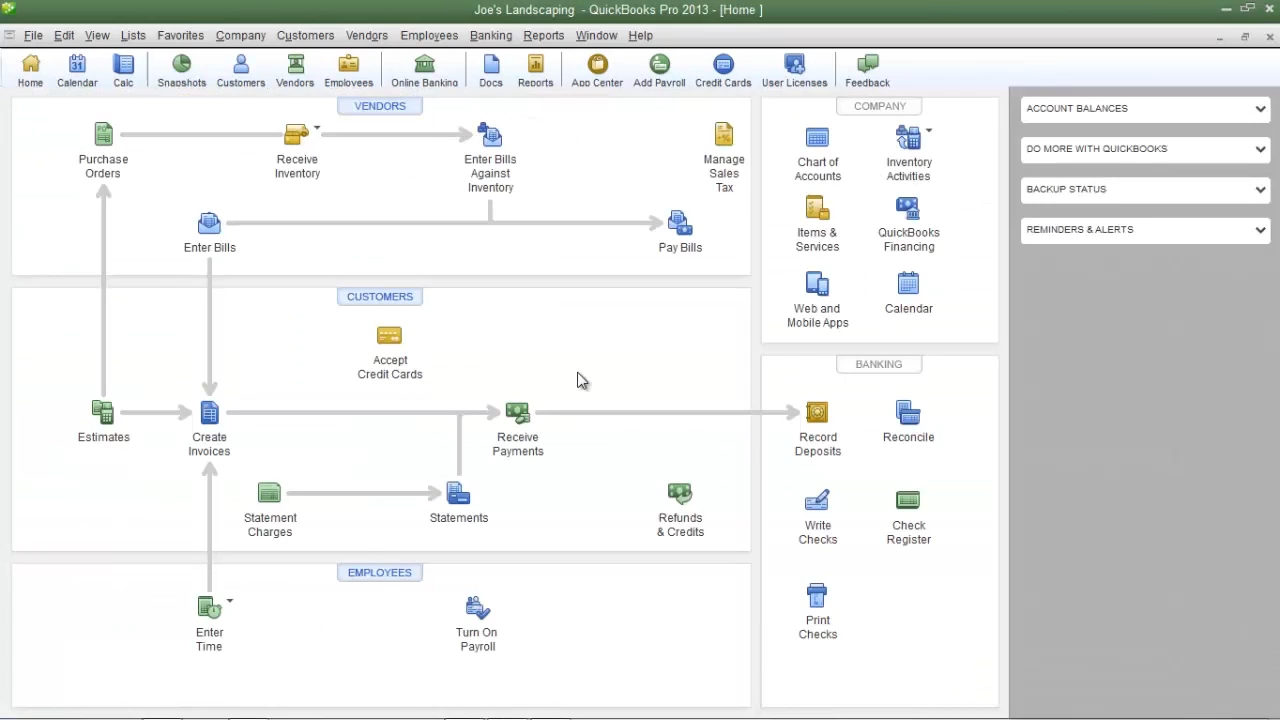 Joe's Landscaping - QuickBooks Pro 2013 - [Home ]
File Edit View Lists Favorites Company Customers Vendors Employees Banking Reports Window Help
31
Home Calendar Calc Snapshots Customers Vendors Employees Online Banking Docs Reports App Center Add Payroll Credit Cards User Licenses Feedback
VENDORS
Purchase
Orders
Receive
Inventory
Enter Bills
Against
Inventory
Manage
Sales
Tax
Enter Bills
Pay Bills
CUSTOMERS
Accept
Credit Cards
Estimates
Create
Invoices
Receive
Payments
Statement
Charges
Statements
Refunds
& Credits
EMPLOYEES
Enter
Time
Turn On
Payroll
COMPANY
Chart of
Accounts
Inventory
Activities
Items &
Services
QuickBooks
Financing
Web and
Mobile Apps
Calendar
BANKING
Record
Deposits
Reconcile
Write
Checks
Check
Register
Print
Checks
ACCOUNT BALANCES
DO MORE WITH QUICKBOOKS
BACKUP STATUS
REMINDERS & ALERTS